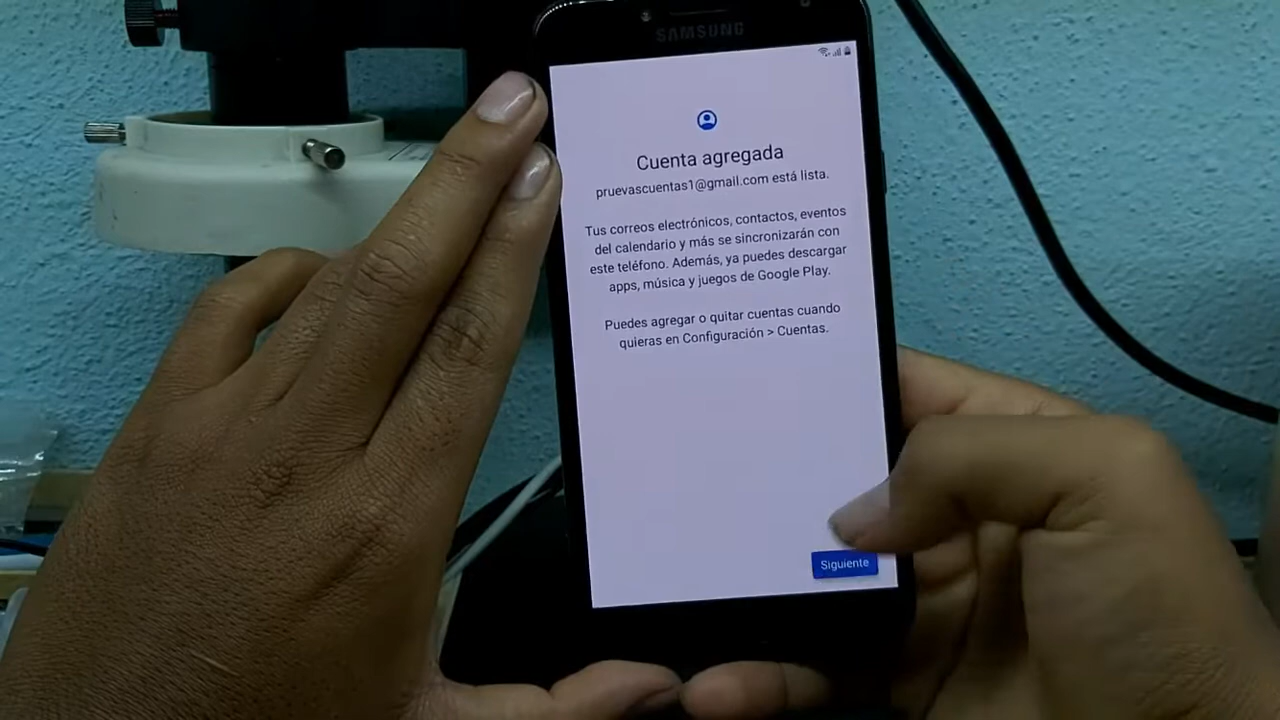 SAMSUNG
Cuenta agregada
pruevascuentas1@gmail.com está lista.
Tus correos electrónicos, contactos, eventos
del calendario y más se sincronizarán con
este teléfono. Además, ya puedes descargar
apps, música y juegos de Google Play.
Puedes agregar o quitar cuentas cuando
quieras en Configuración > Cuentas.
Siguiente